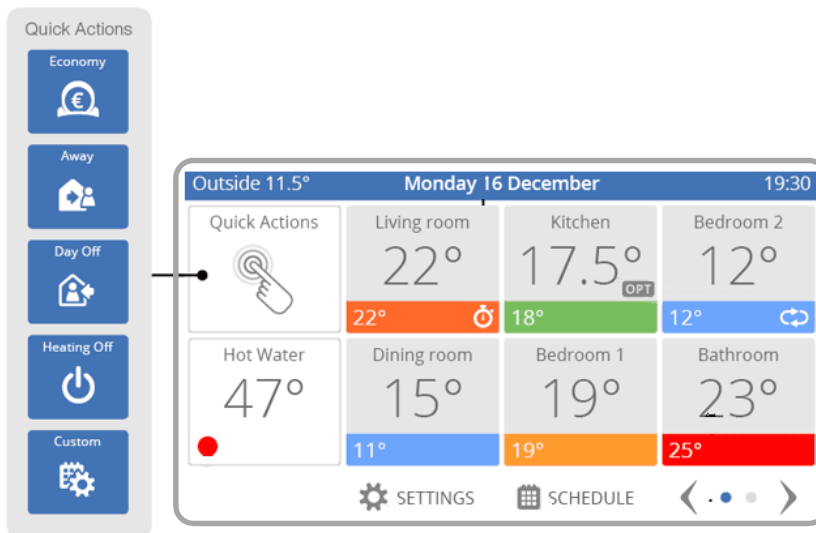 Quick Actions
Economy
€
Away
Day Off
Heating Off
Custom
Outside 11.5° Monday 16 December 19:30
Quick Actions Living room Kitchen Bedroom 2
22° 17.5° 12°
OPT
22° 18° 12°
Hot Water Dining room Bedroom 1 Bathroom
47° 15° 19° 23°
11° 19° 25°
SETTINGS SCHEDULE